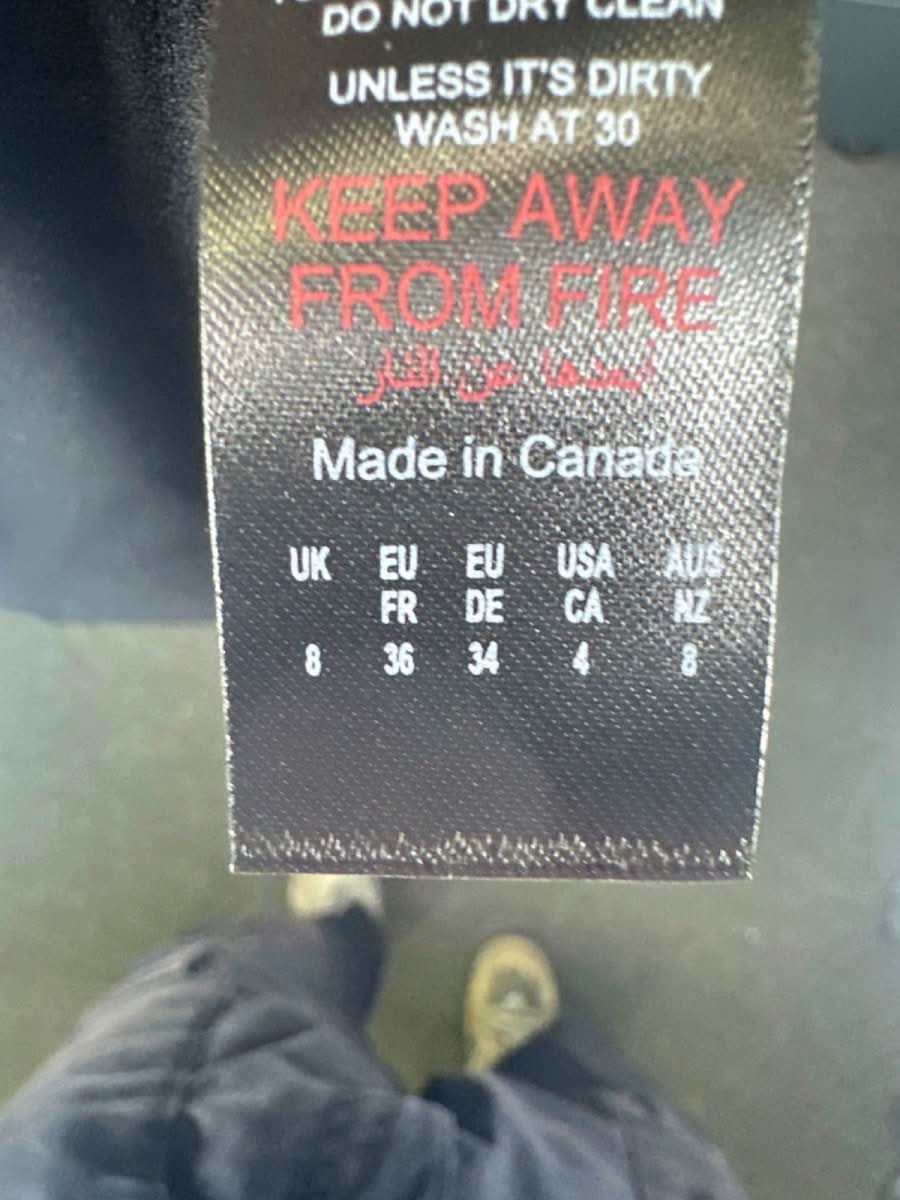 DO NOT DRY CLEAN
UNLESS IT'S DIRTY
WASH AT 30
KEEP AWAY
FROM FIRE
أبعدها عن النار
Made in Canada
UK EU EU USA AUS
FR DE CA NZ
8 36 34 4 8